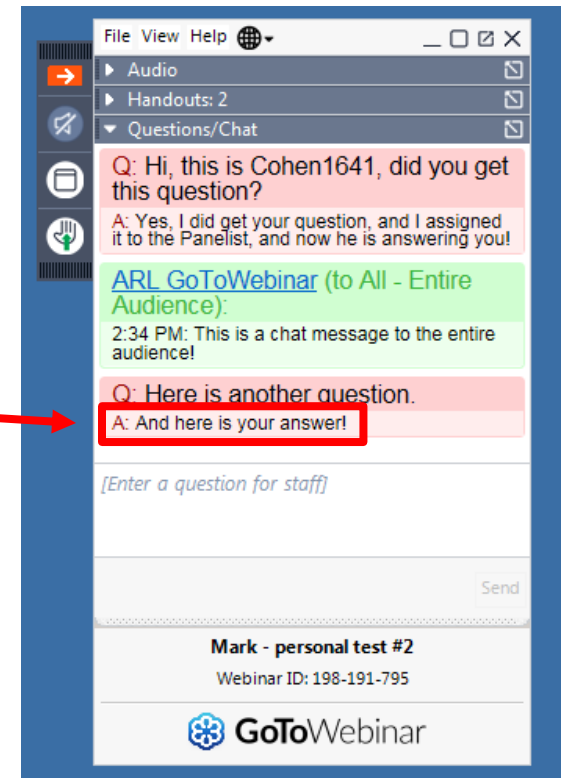 File View Help
Audio
Handouts: 2
Questions/Chat
Q: Hi, this is Cohen1641, did you get
this question?
A: Yes, I did get your question, and I assigned
it to the Panelist, and now he is answering you!
ARL GoToWebinar (to All - Entire
Audience):
2:34 PM: This is a chat message to the entire
audience!
Q: Here is another question.
A: And here is your answer!
[Enter a question for staff]
Send
Mark - personal test #2
Webinar ID: 198-191-795
GoToWebinar